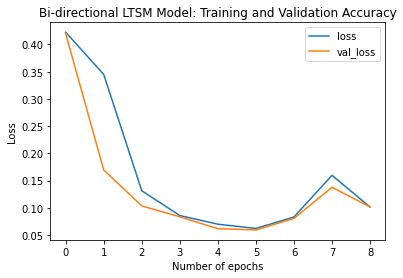 Bi-directional LTSM Model: Training and Validation Accuracy
loss
val_loss
Loss
0.40
0.35
0.30
0.25
0.20
0.15
0.10
0.05
0 1 2 3 4 5 6 7 8
Number of epochs